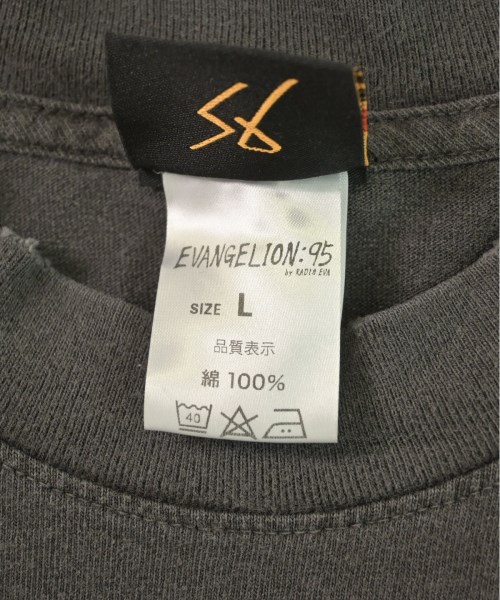 S6
EVANGELION:95
by RADIO EVA
SIZE L
品質表示
綿 100%
40